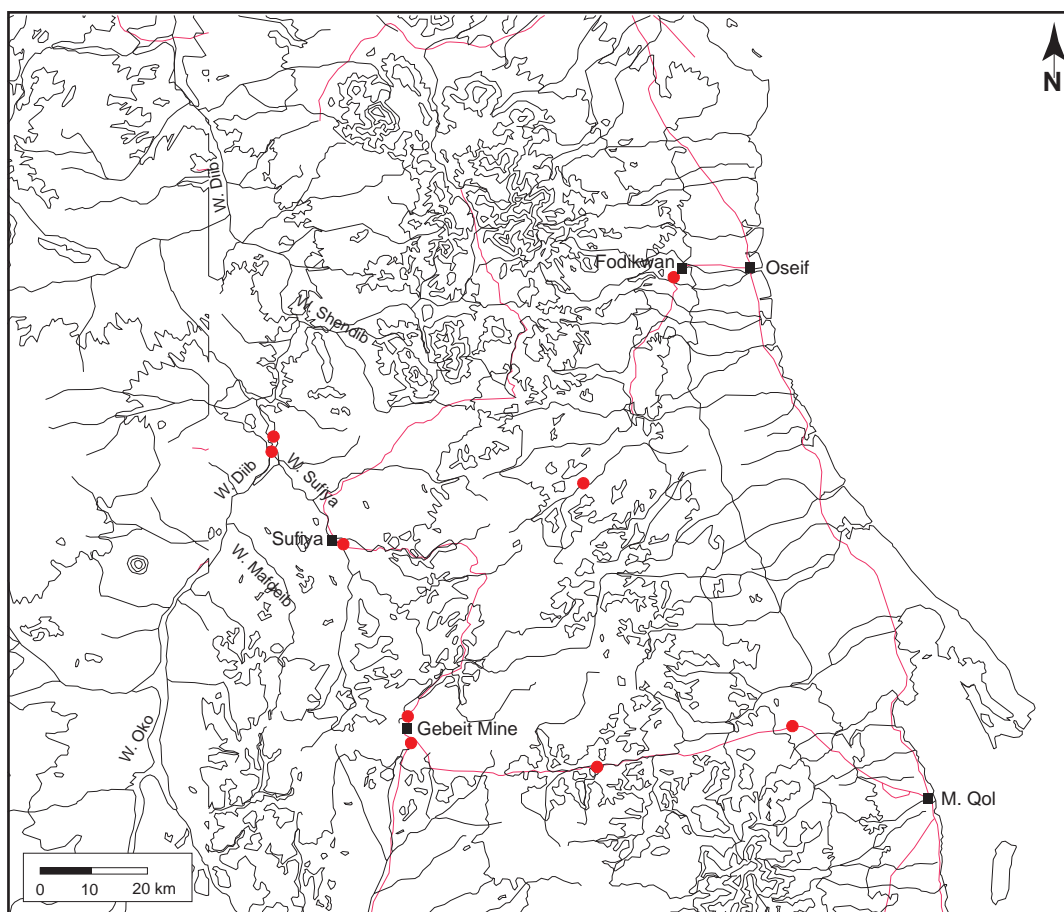 N
W. Diib
Fodikwan
Oseif
W. Shendib
W. Diib
W. Sufiya
Sufiya
W. Mafdeib
Gebeit Mine
W. Oko
M. Qol
0 10 20 km